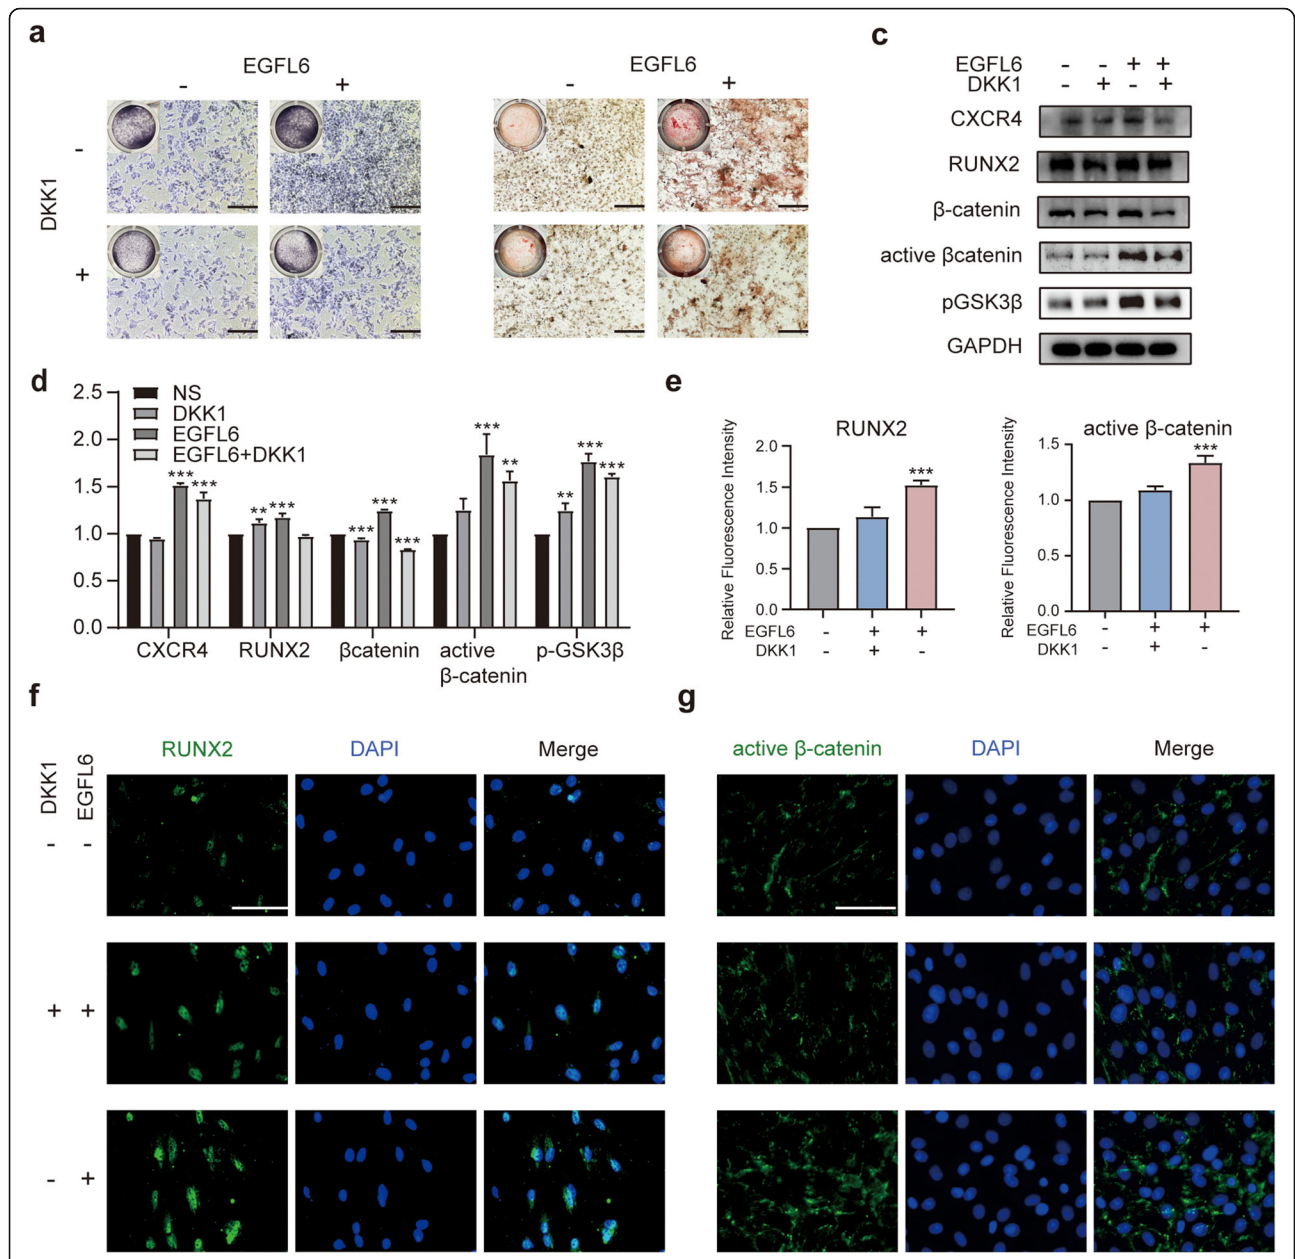 a
EGFL6
- +
EGFL6
- +
DKK1
-
+
c
EGFL6 - - + +
DKK1 - + - +
CXCR4
RUNX2
β-catenin
active βcatenin
pGSK3β
GAPDH
d
NS
DKK1
EGFL6
EGFL6+DKK1
2.5
2.0
1.5
1.0
0.5
0.0
*** ***
** ***
*** *** ***
*** **
** *** ***
CXCR4 RUNX2 βcatenin active p-GSK3β
β-catenin
e
RUNX2
Relative Fluorescence Intensity
2.0
1.5
1.0
0.5
0.0
***
EGFL6 - + +
DKK1 - + -
active β-catenin
Relative Fluorescence Intensity
1.5
1.0
0.5
0.0
***
EGFL6 - + +
DKK1 - + -
f
RUNX2 DAPI Merge
DKK1 EGFL6
- -
+ +
- +
g
active β-catenin DAPI Merge